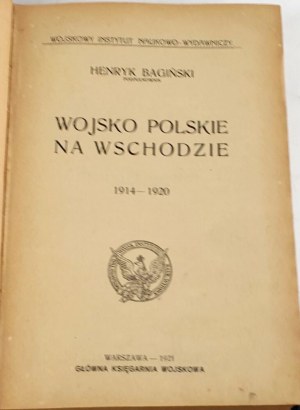 WOJSKOWY INSTYTUT NAUKOWO-WYDAWNICZY
HENRYK BAGIŃSKI
WOJSKO POLSKIE
NA WSCHODZIE
1914—1920
WARSZAWA — 1921
GŁÓWNA KSIĘGARNIA WOJSKOWA